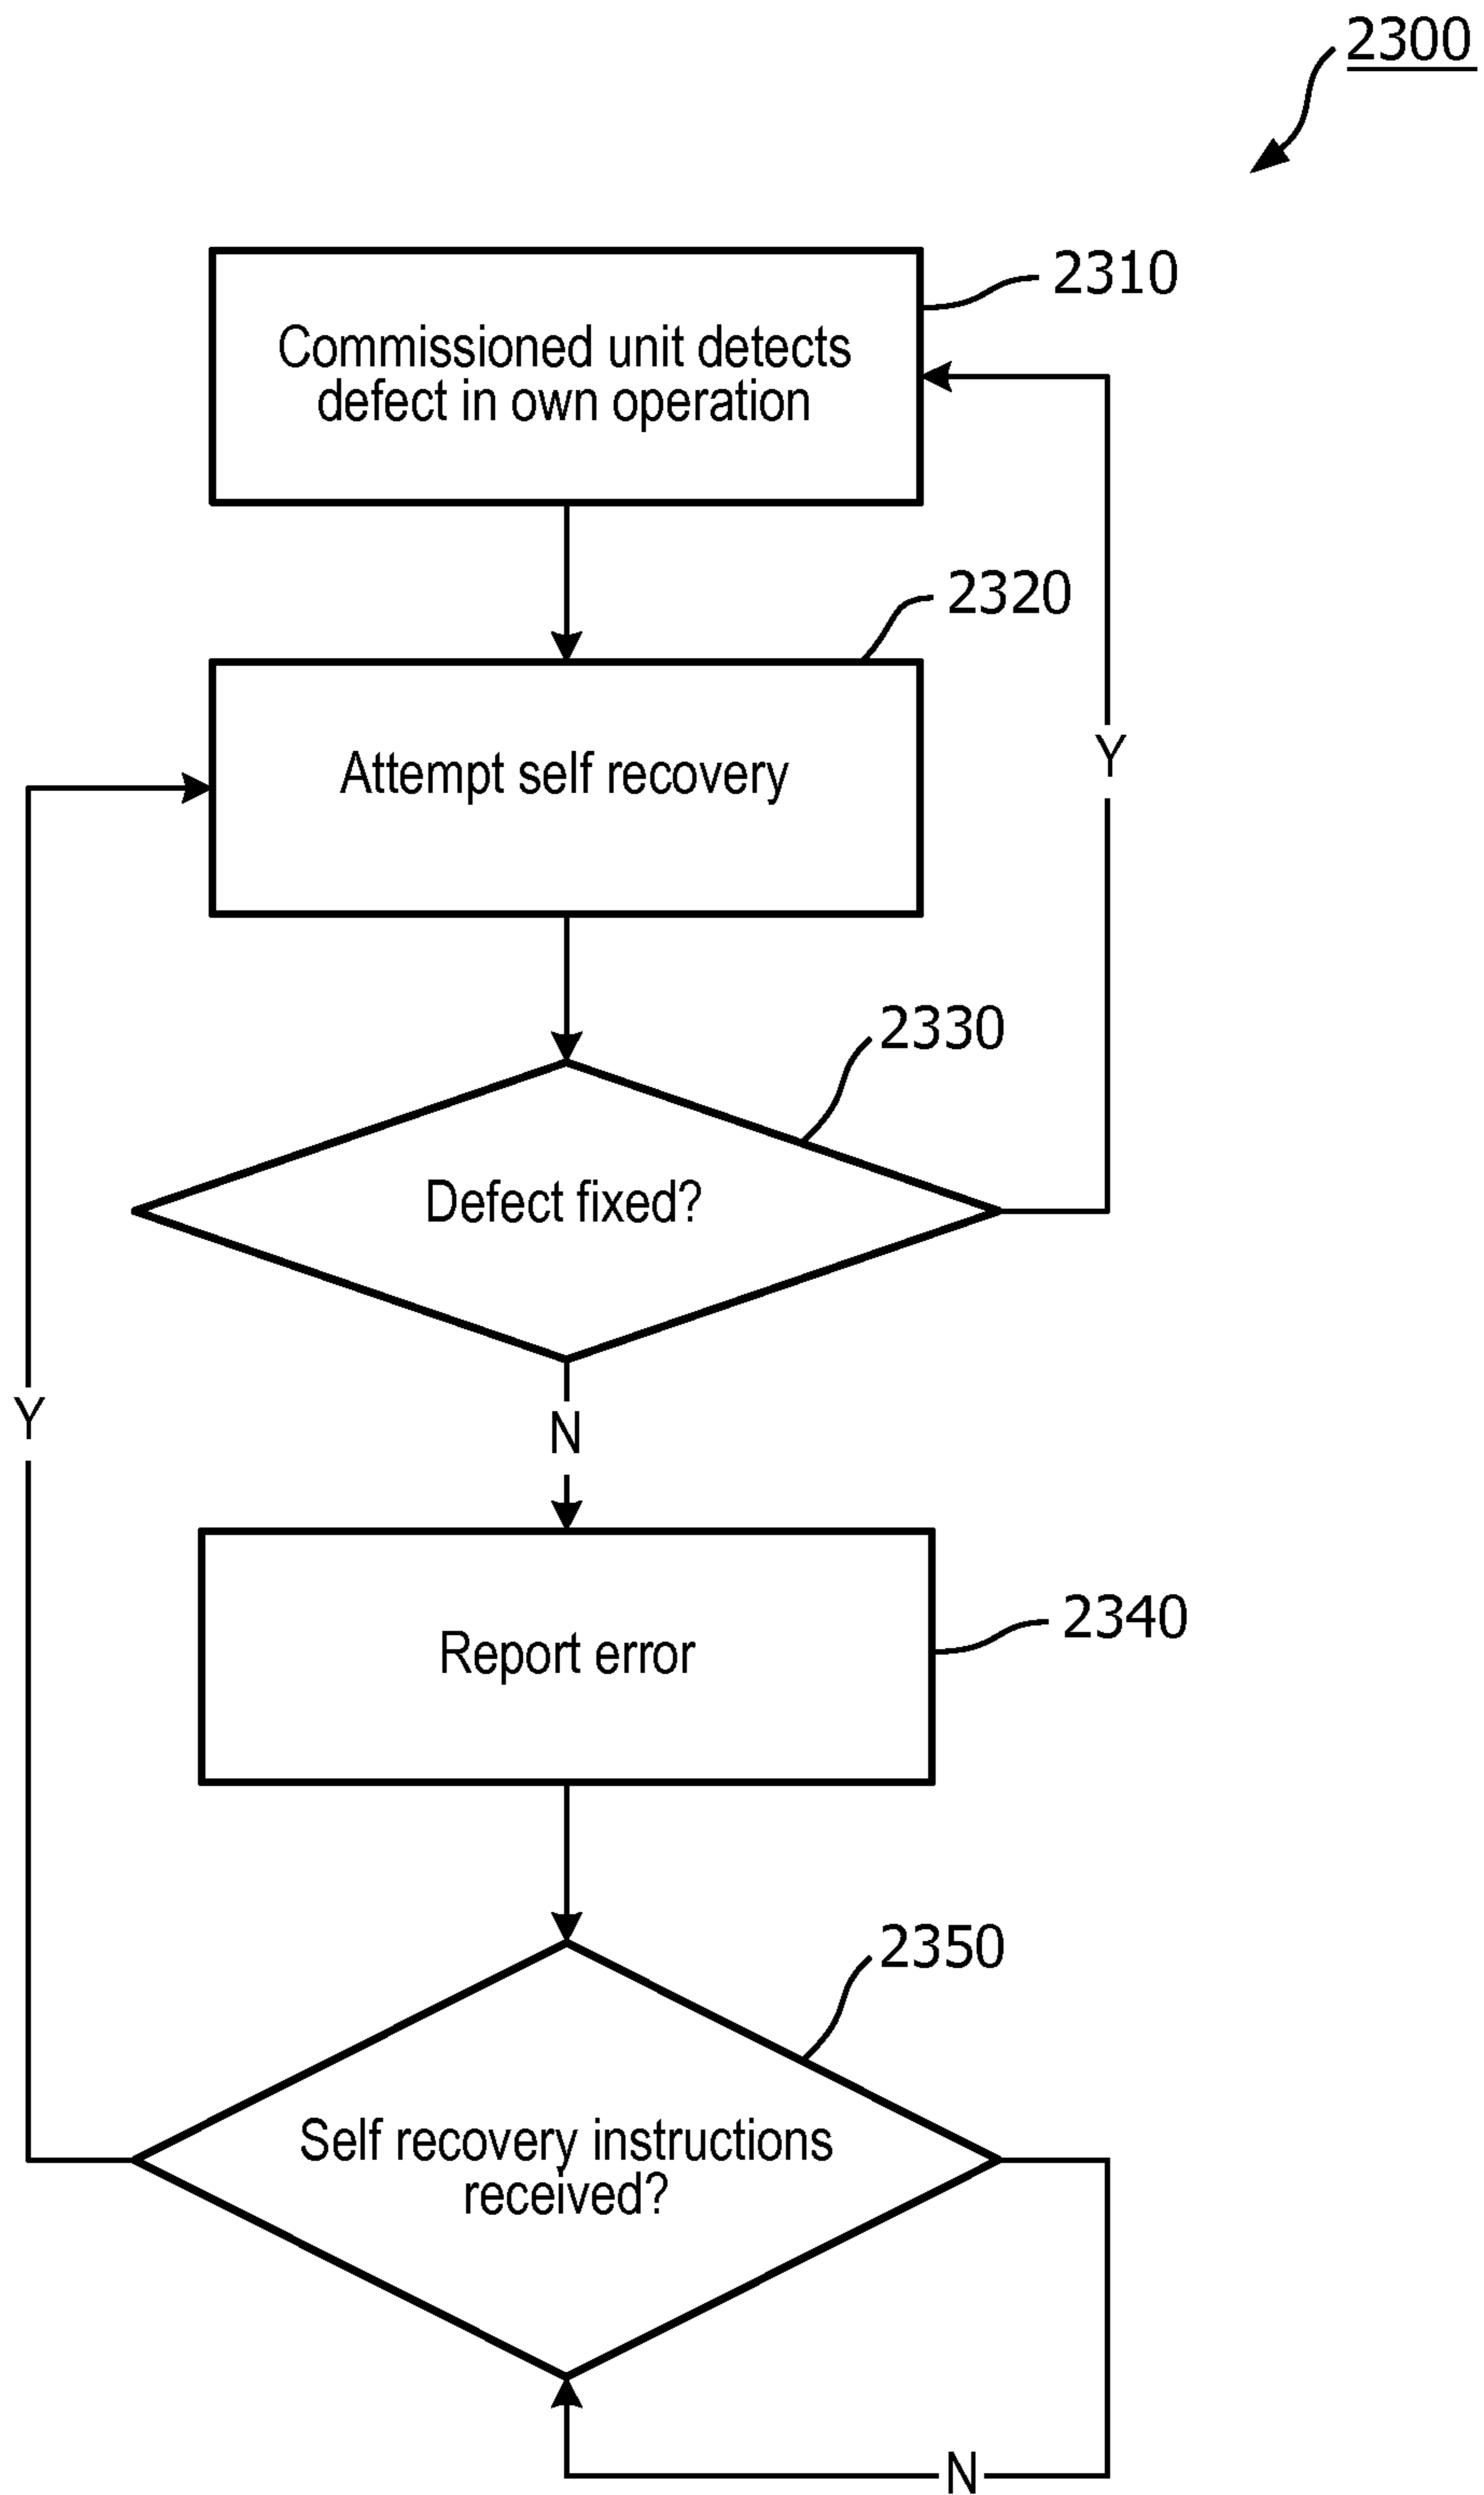 2300
2310
Commissioned unit detects
defect in own operation
2320
Attempt self recovery
Y
2330
Defect fixed?
Y
N
2340
Report error
2350
Self recovery instructions
received?
N